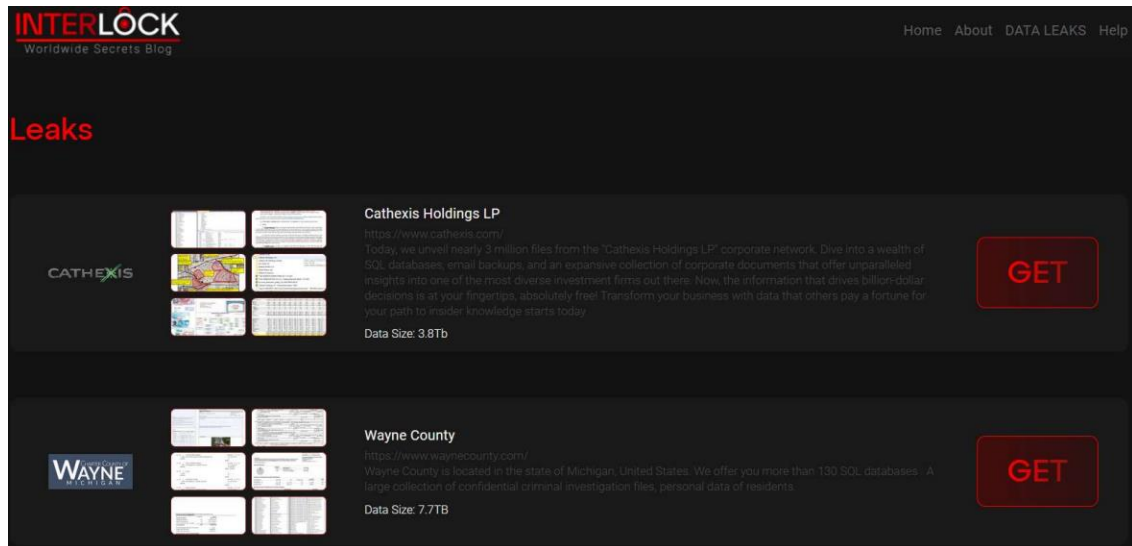 INTERLOCK
Worldwide Secrets Blog
Home About DATA LEAKS Help
Leaks
CATHEXIS
Cathexis Holdings LP
https://www.cathexis.com/
Today, we unveil nearly 3 million files from the "Cathexis Holdings LP" corporate network. Dive into a wealth of
SQL databases, email backups, and an expansive collection of corporate documents that offer unparalleled
insights into one of the most diverse investment firms out there. Now, the information that drives billion-dollar
decisions is at your fingertips, absolutely free! Transform your business with data that others pay a fortune for
your path to insider knowledge starts today.
Data Size: 3.8Tb
GET
WAYNE
MICHIGAN
Wayne County
https://www.waynecounty.com/
Wayne County is located in the state of Michigan, United States. We offer you more than 130 SQL databases . A
large collection of confidential criminal investigation files, personal data of residents.
Data Size: 7.7TB
GET